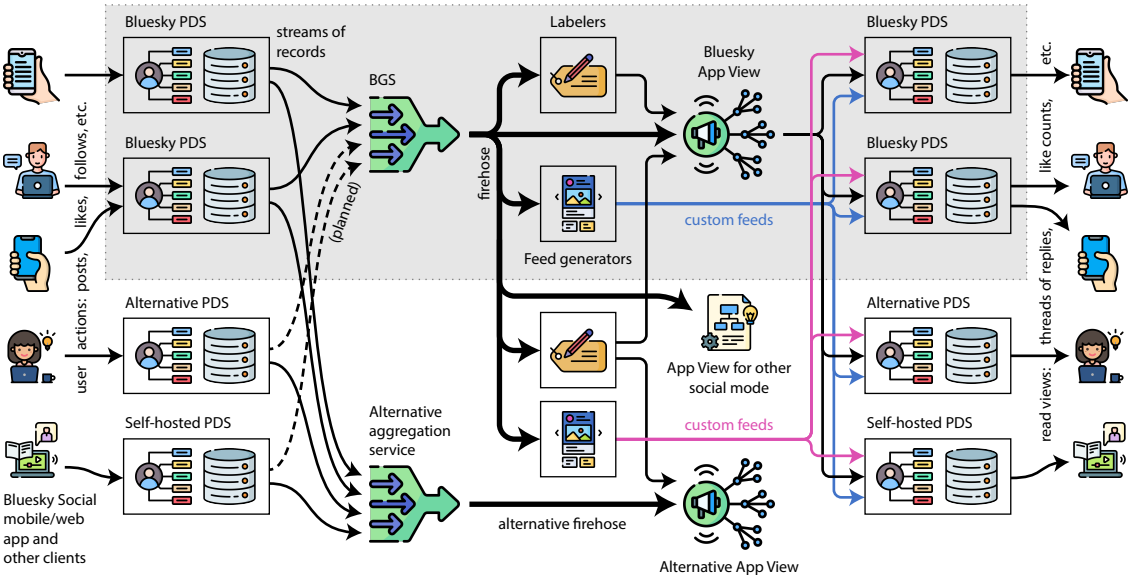 Bluesky PDS
streams of
records
Labelers
Bluesky
App View
Bluesky PDS
etc.
BGS
user actions: posts, likes, follows, etc.
Bluesky PDS
Bluesky PDS
like counts,
firehose
(planned)
custom feeds
Feed generators
Alternative PDS
Alternative PDS
threads of replies,
App View for other
social mode
read views:
Self-hosted PDS
Alternative
aggregation
service
custom feeds
Self-hosted PDS
Bluesky Social
mobile/web
app and
other clients
alternative firehose
Alternative App View